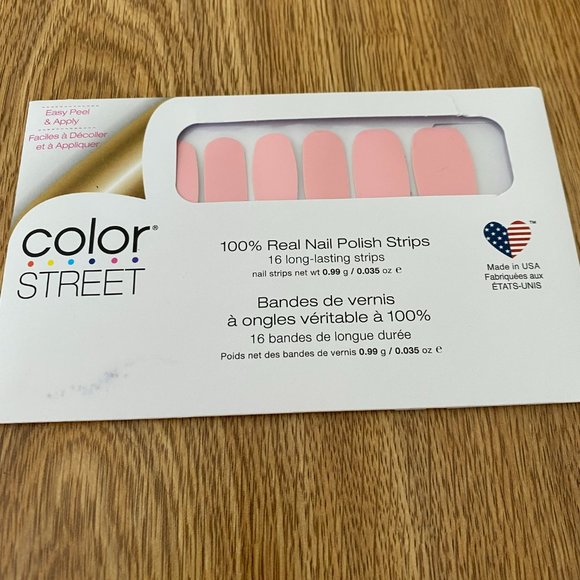 Easy Peel
& Apply
Faciles à Décoller
et à Appliquer
color®
STREET
100% Real Nail Polish Strips
16 long-lasting strips
nail strips net wt 0.99 g / 0.035 oz ℮
Bandes de vernis
à ongles véritable à 100%
16 bandes de longue durée
Poids net des bandes de vernis 0.99 g / 0.035 oz ℮
™
Made in USA
Fabriquées aux
ÉTATS-UNIS